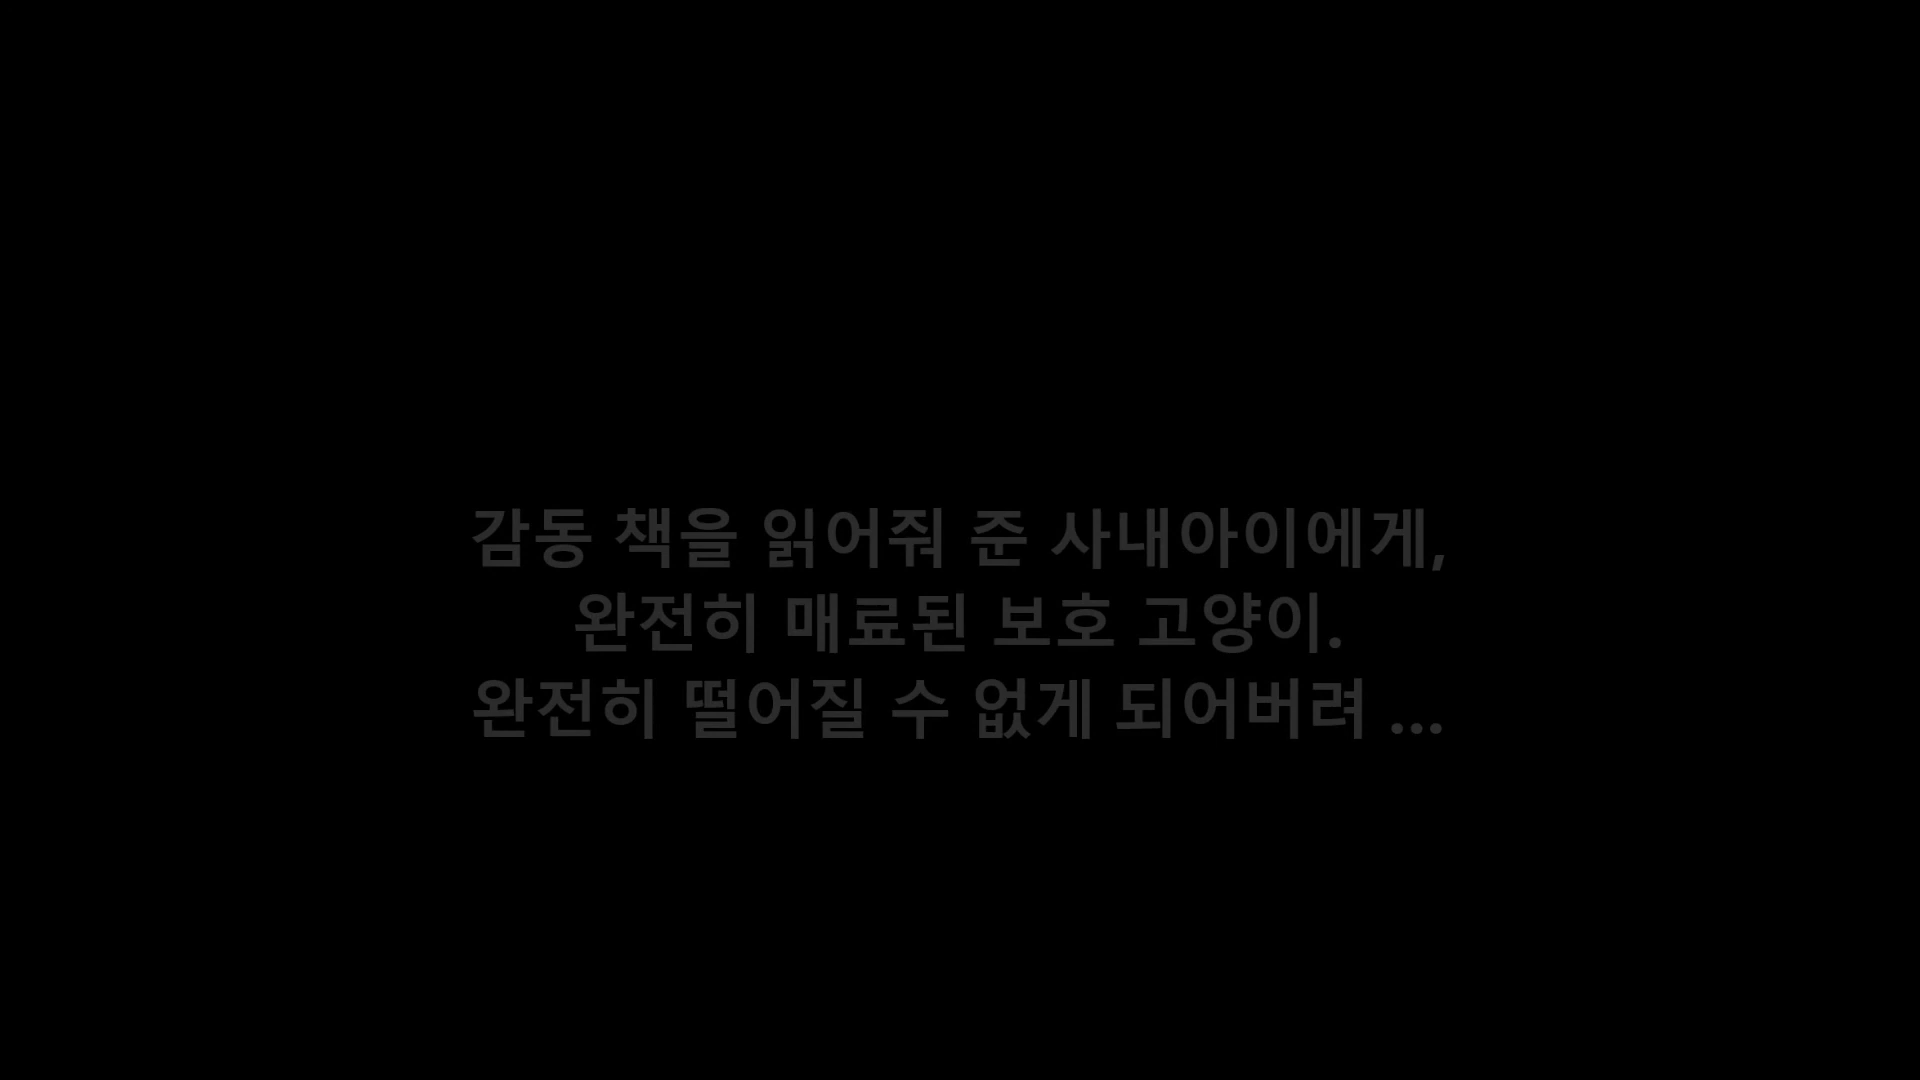 감동 책을 읽어줘 준 사내아이에게,
완전히 매료된 보호 고양이.
완전히 떨어질 수 없게 되어버려 ...